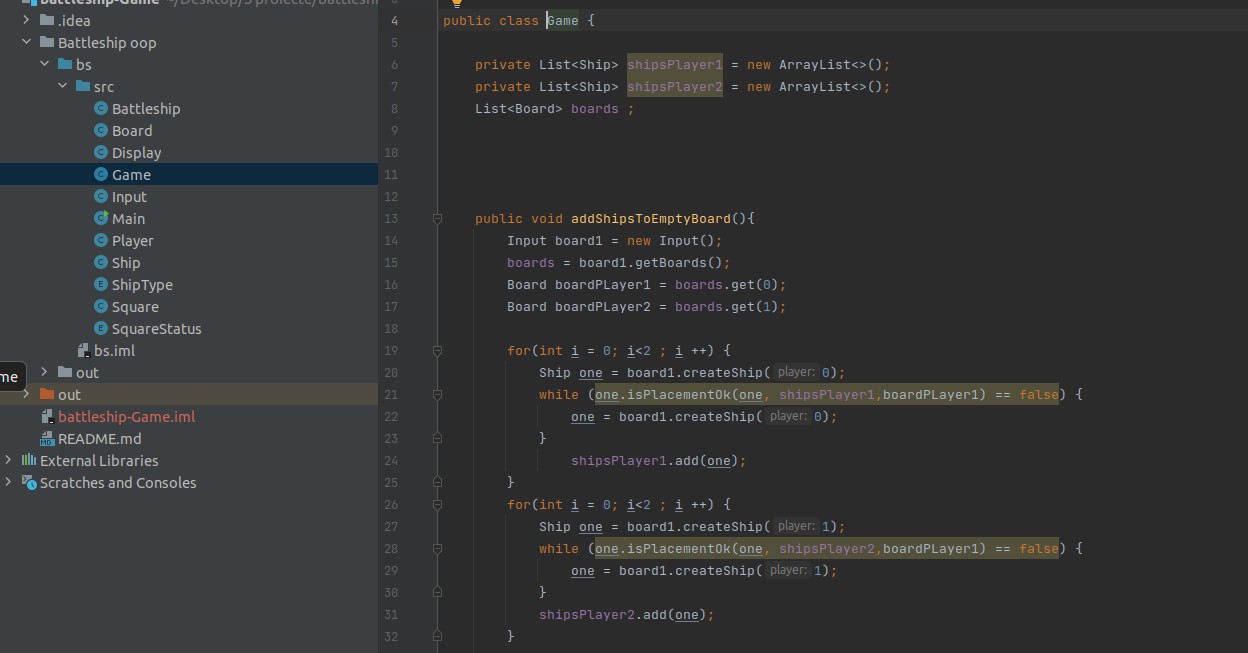 Battleship-Game ~/Desktop/3 projecte/battleshi
.idea
Battleship oop
bs
src
Battleship
Board
Display
Game
Input
Main
Player
Ship
ShipType
Square
SquareStatus
bs.iml
out
me
out
battleship-Game.iml
README.md
External Libraries
Scratches and Consoles
4 public class Game {
5
6 private List<Ship> shipsPlayer1 = new ArrayList<>();
7 private List<Ship> shipsPlayer2 = new ArrayList<>();
8 List<Board> boards ;
9
10
11
12
13 public void addShipsToEmptyBoard(){
14 Input board1 = new Input();
15 boards = board1.getBoards();
16 Board boardPLayer1 = boards.get(0);
17 Board boardPLayer2 = boards.get(1);
18
19 for(int i = 0; i<2 ; i ++) {
20 Ship one = board1.createShip( player: 0);
21 while (one.isPlacementOk(one, shipsPlayer1,boardPLayer1) == false) {
22 one = board1.createShip( player: 0);
23 }
24 shipsPlayer1.add(one);
25 }
26 for(int i = 0; i<2 ; i ++) {
27 Ship one = board1.createShip( player: 1);
28 while (one.isPlacementOk(one, shipsPlayer2,boardPLayer1) == false) {
29 one = board1.createShip( player: 1);
30 }
31 shipsPlayer2.add(one);
32 }